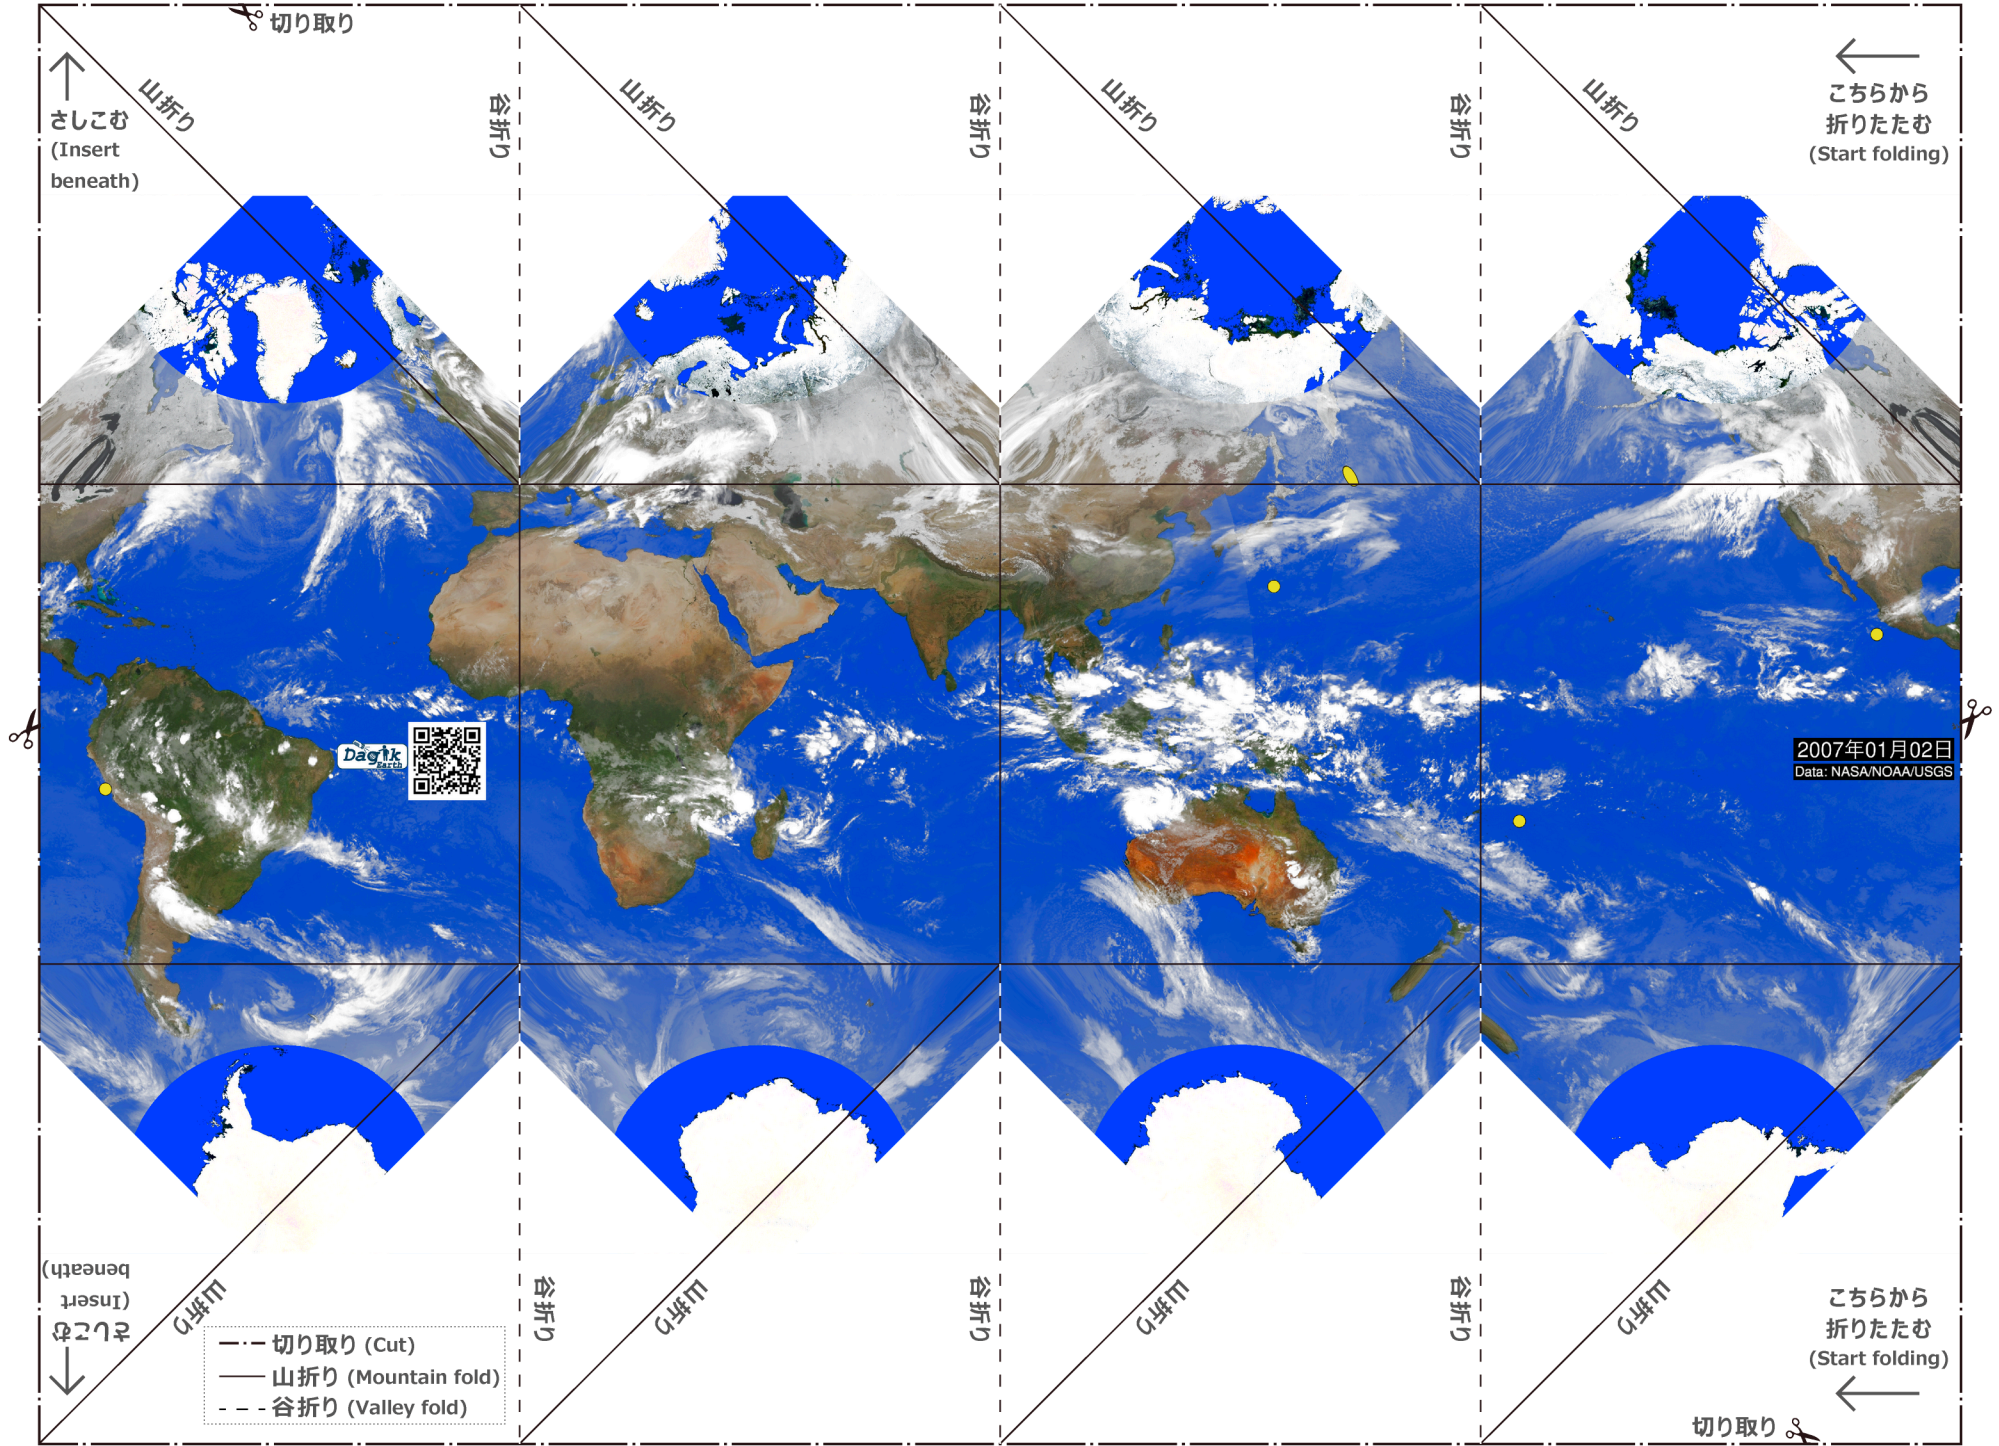 切り取り
山折り
山折り
山折り
山折り
さしこむ
(Insert
beneath)
谷折り
谷折り
谷折り
こちらから
折りたたむ
(Start folding)
Dagik
Earth
2007年01月02日
Data: NASA/NOAA/USGS
さしこむ
(Insert
beneath)
山折り
山折り
山折り
山折り
谷折り
谷折り
谷折り
こちらから
折りたたむ
(Start folding)
切り取り (Cut)
山折り (Mountain fold)
谷折り (Valley fold)
切り取り